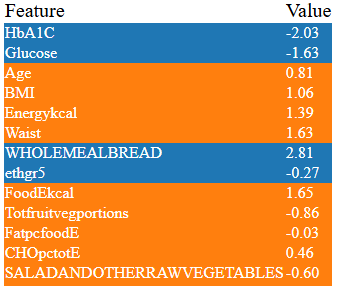 Feature Value
HbA1C -2.03
Glucose -1.63
Age 0.81
BMI 1.06
Energykcal 1.39
Waist 1.63
WHOLEMEALBREAD 2.81
ethgr5 -0.27
FoodEkcal 1.65
Totfruitvegportions -0.86
FatpcfoodE -0.03
CHOpctotE 0.46
SALADANDOTHERRAWVEGETABLES -0.60